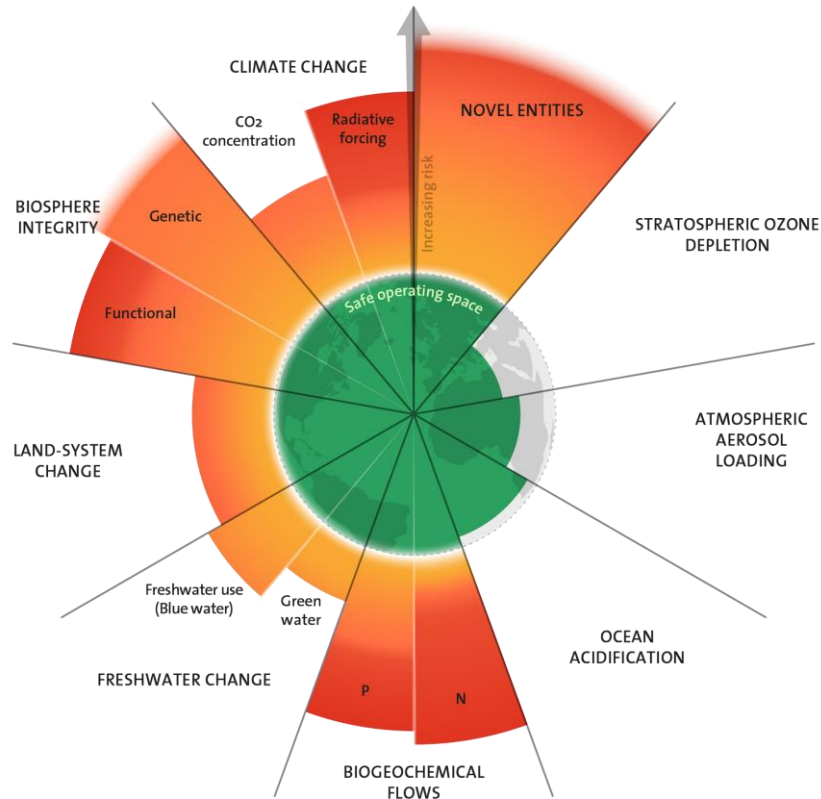 CLIMATE CHANGE
CO2
concentration
Radiative
forcing
NOVEL ENTITIES
Increasing risk
BIOSPHERE
INTEGRITY
Genetic
Functional
STRATOSPHERIC OZONE
DEPLETION
Safe operating space
LAND-SYSTEM
CHANGE
ATMOSPHERIC
AEROSOL
LOADING
Freshwater use
(Blue water)
Green
water
FRESHWATER CHANGE
OCEAN
ACIDIFICATION
P
N
BIOGEOCHEMICAL
FLOWS